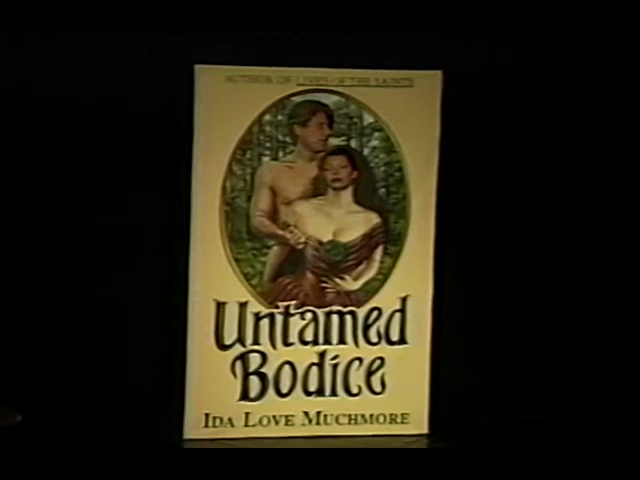 AUTHOR OF LIVES OF THE SAINTS
Untamed
Bodice
IDA LOVE MUCHMORE